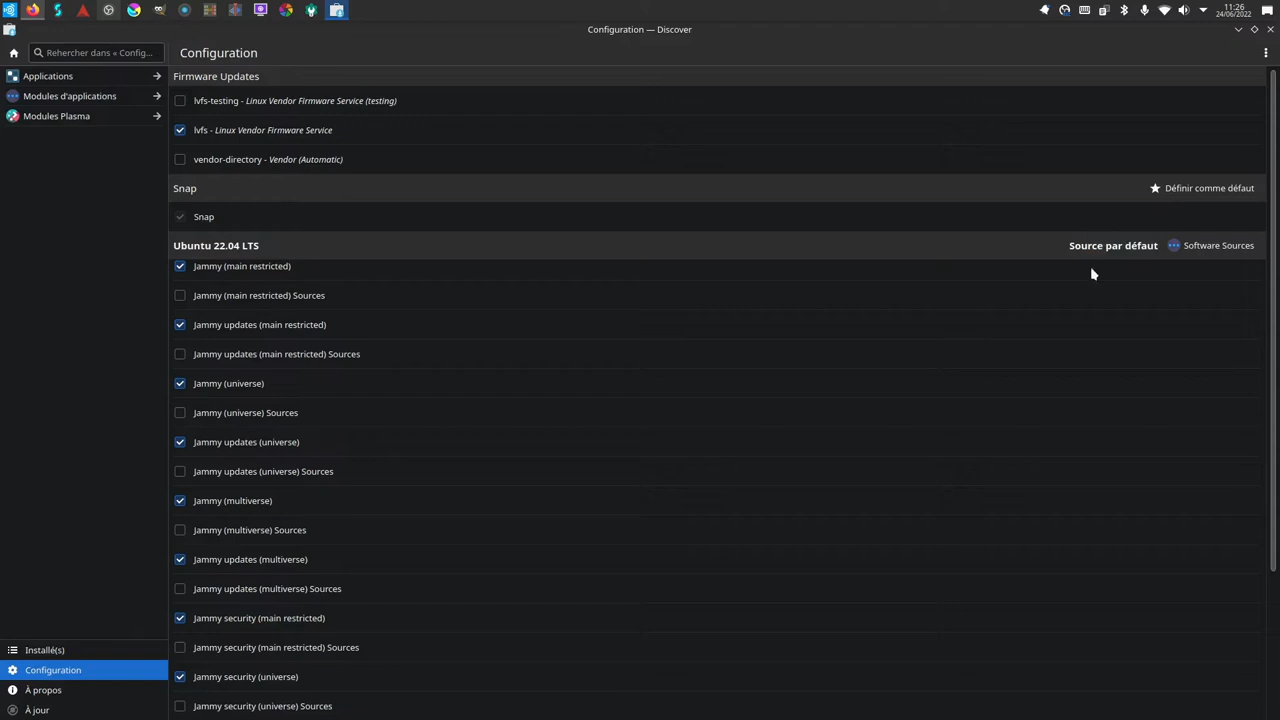 11:26
24/06/2022
Configuration — Discover
Rehercher dans « Config...
Configuration
Applications
Modules d'applications
Modules Plasma
Firmware Updates
lvfs-testing - Linux Vendor Firmware Service (testing)
lvfs - Linux Vendor Firmware Service
vendor-directory - Vendor (Automatic)
Snap
Définir comme défaut
Snap
Ubuntu 22.04 LTS
Source par défaut
Software Sources
Jammy (main restricted)
Jammy (main restricted) Sources
Jammy updates (main restricted)
Jammy updates (main restricted) Sources
Jammy (universe)
Jammy (universe) Sources
Jammy updates (universe)
Jammy updates (universe) Sources
Jammy (multiverse)
Jammy (multiverse) Sources
Jammy updates (multiverse)
Jammy updates (multiverse) Sources
Jammy security (main restricted)
Jammy security (main restricted) Sources
Jammy security (universe)
Jammy security (universe) Sources
Installé(s)
Configuration
À propos
À jour